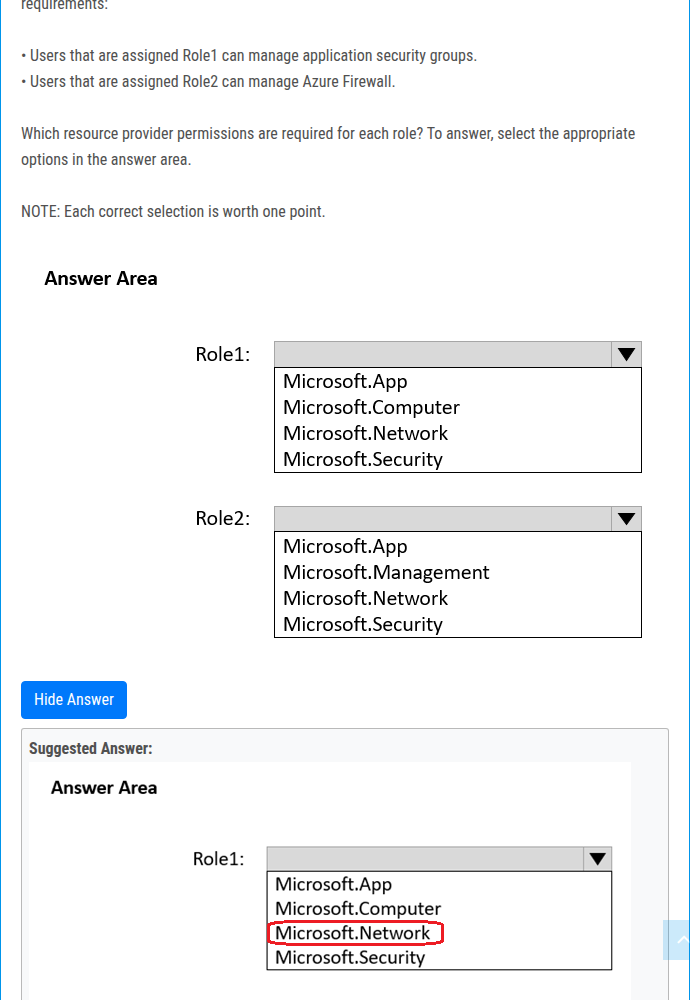 requirements:
• Users that are assigned Role1 can manage application security groups.
• Users that are assigned Role2 can manage Azure Firewall.
Which resource provider permissions are required for each role? To answer, select the appropriate
options in the answer area.
NOTE: Each correct selection is worth one point.
Answer Area
Role1:
Microsoft.App
Microsoft.Computer
Microsoft.Network
Microsoft.Security
Role2:
Microsoft.App
Microsoft.Management
Microsoft.Network
Microsoft.Security
Hide Answer
Suggested Answer:
Answer Area
Role1:
Microsoft.App
Microsoft.Computer
Microsoft.Network
Microsoft.Security